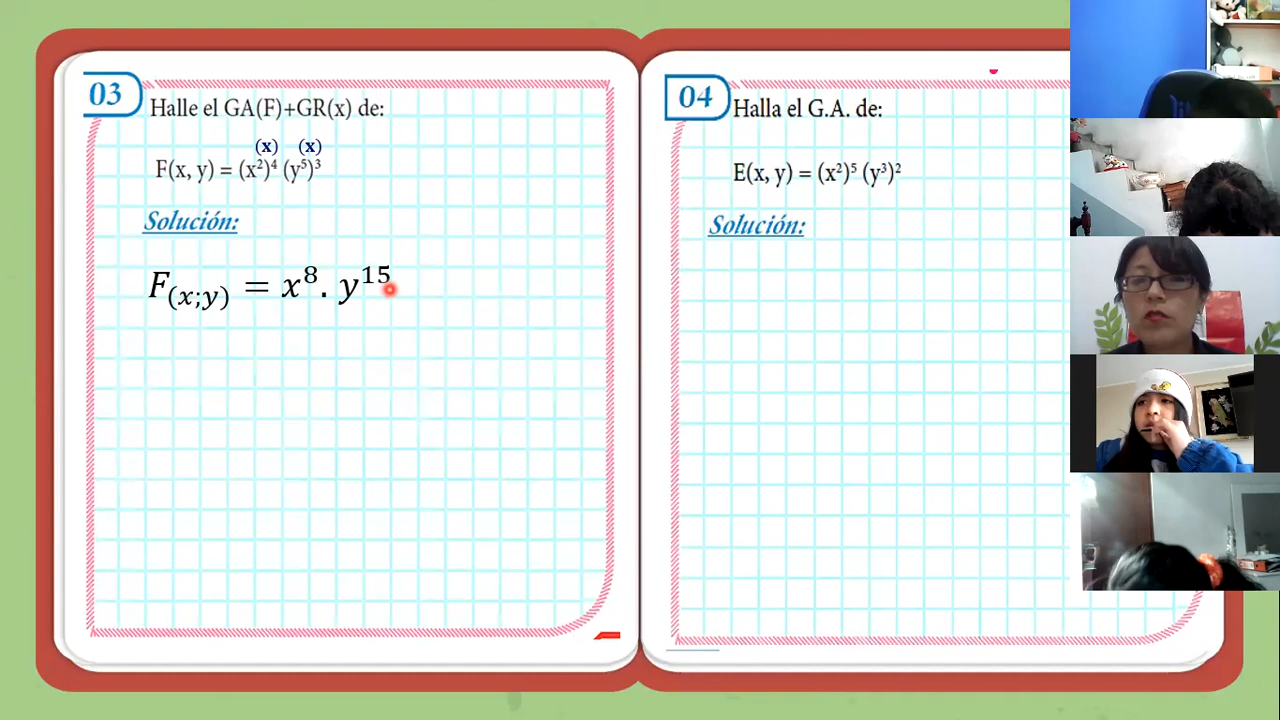 03
Halle el GA(F)+GR(x) de:
(x) (x)
F(x, y) = (x²)⁴ (y⁵)³
Solución:
F(x;y) = x⁸. y¹⁵
04
Halla el G.A. de:
E(x, y) = (x²)⁵ (y³)²
Solución: